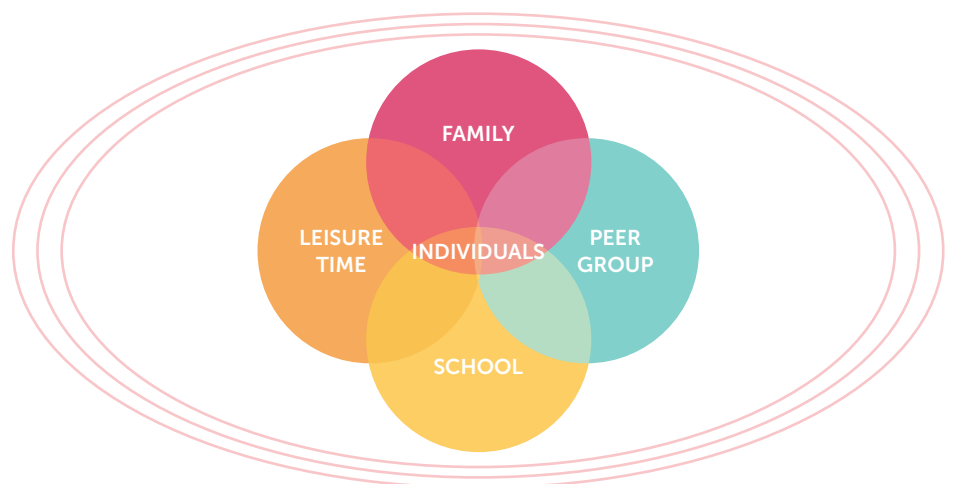 FAMILY
LEISURE
TIME
INDIVIDUALS
PEER
GROUP
SCHOOL